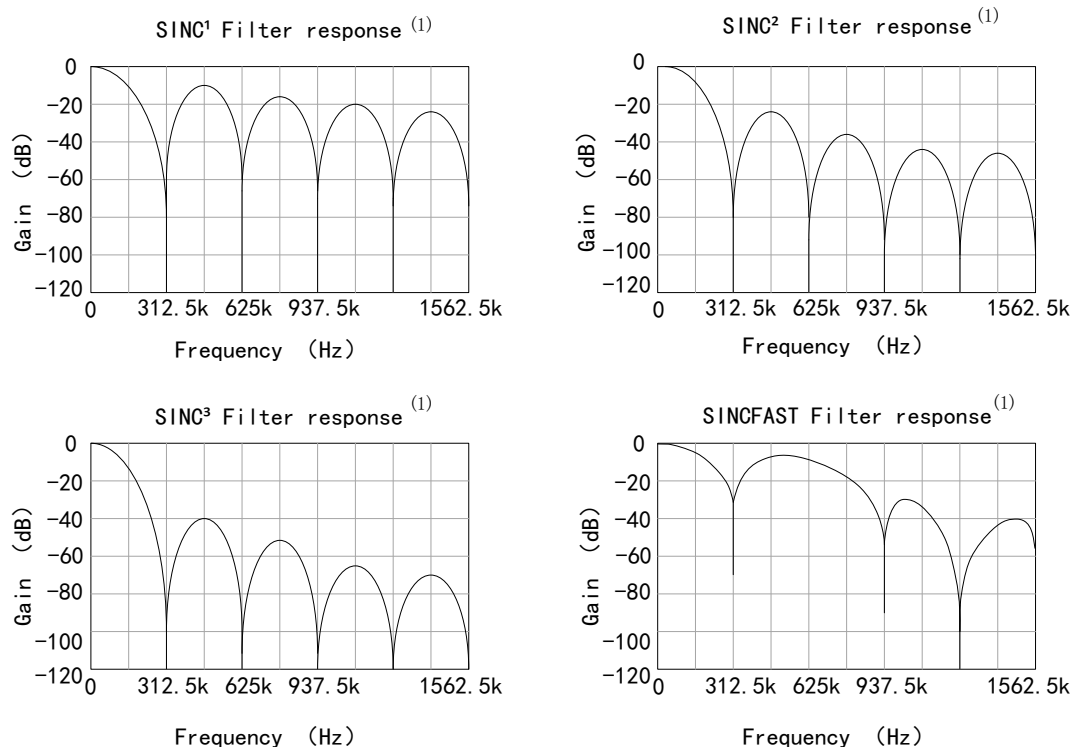 SINC¹ Filter response (1)
0
-20
-40
-60
-80
-100
-120
Gain (dB)
0 312.5k 625k 937.5k 1562.5k
Frequency (Hz)
SINC² Filter response (1)
0
-20
-40
-60
-80
-100
-120
Gain (dB)
0 312.5k 625k 937.5k 1562.5k
Frequency (Hz)
SINC³ Filter response (1)
0
-20
-40
-60
-80
-100
-120
Gain (dB)
0 312.5k 625k 937.5k 1562.5k
Frequency (Hz)
SINCFAST Filter response (1)
0
-20
-40
-60
-80
-100
-120
Gain (dB)
0 312.5k 625k 937.5k 1562.5k
Frequency (Hz)